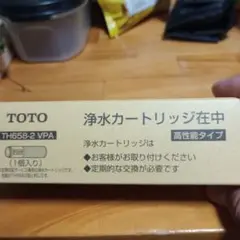 TOTO
TH658-2 VPA
(1個入り)
浄水カートリッジ在中
高性能タイプ
浄水カートリッジは
◆お客様がお取り付けください
◆定期的な交換が必要です